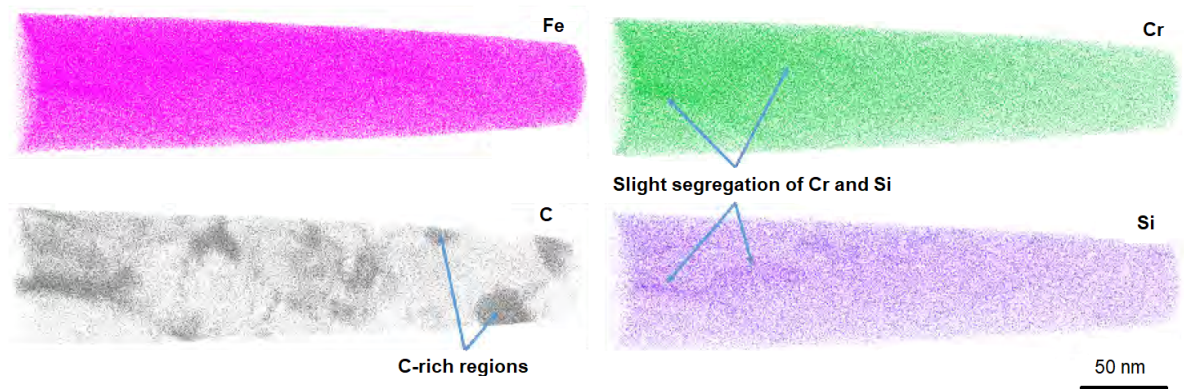 Fe
Cr
Slight segregation of Cr and Si
C
Si
C-rich regions
50 nm